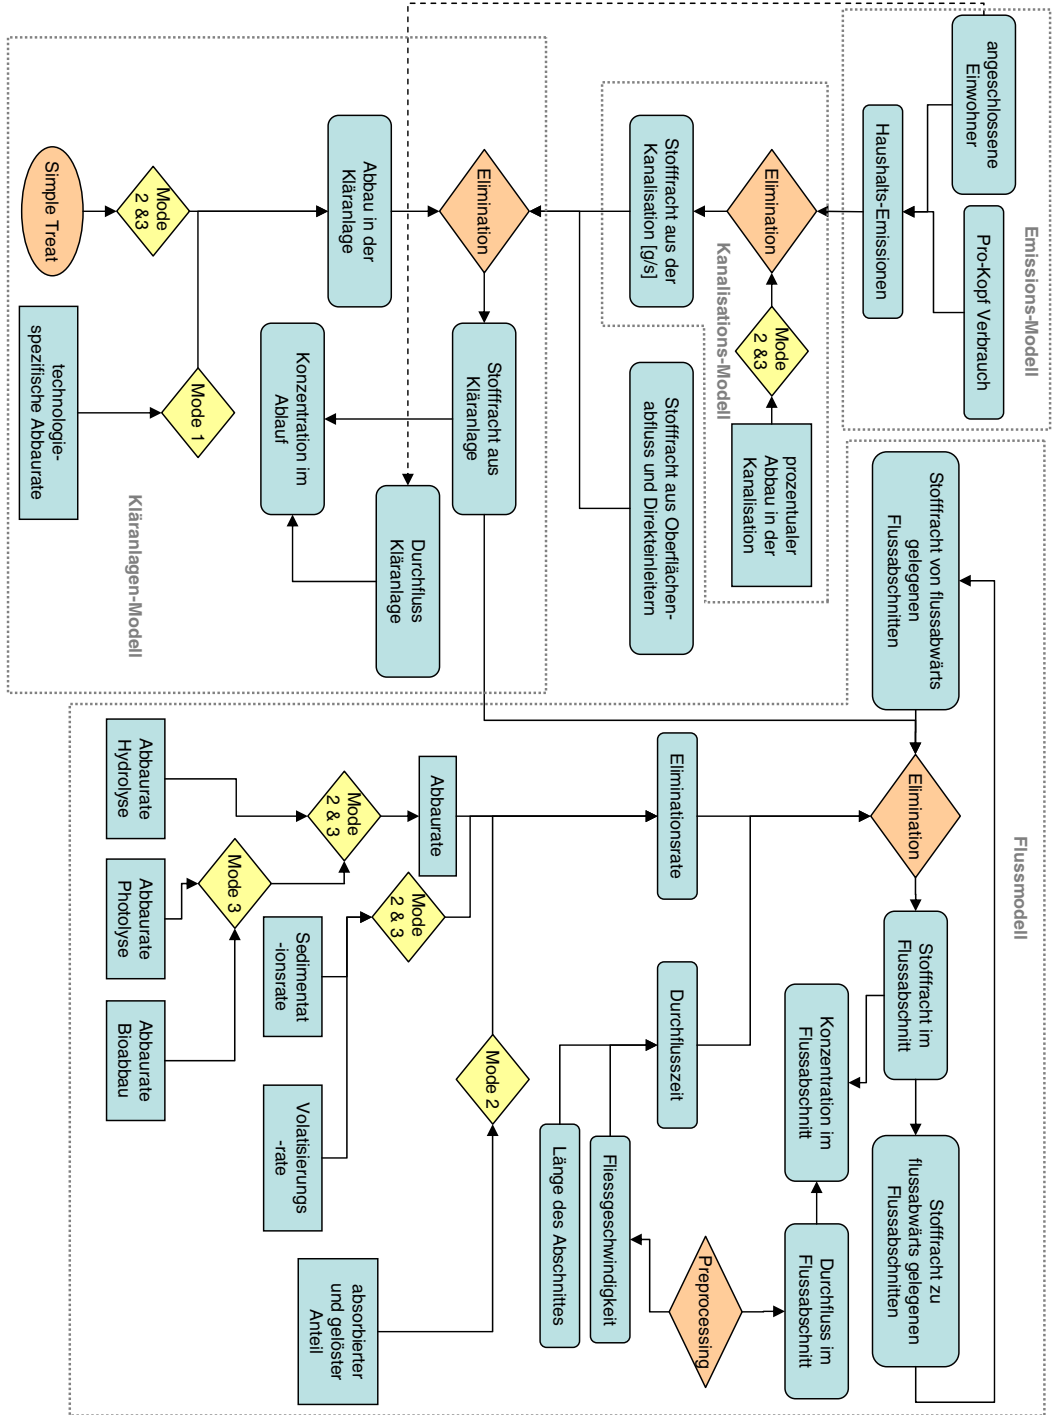 Emissions-Modell
angeschlossene
Einwohner
Pro-Kopf Verbrauch
Haushalts-Emissionen
Kanalisations-Modell
Elimination
Mode
2 &3
prozentualer
Abbau in der
Kanalisation
Stofffracht aus der
Kanalisation [g/s]
Stofffracht aus Oberflächen-
abfluss und Direkteinleitern
Elimination
Stofffracht aus
Kläranlage
Durchfluss
Kläranlage
Abbau in der
Kläranlage
Konzentration im
Ablauf
Mode
2 &3
Mode 1
Simple Treat
technologie-
spezifische Abbaurate
Kläranlagen-Modell
Flussmodell
Stofffracht von flussabwärts
gelegenen
Flussabschnitten
Elimination
Stofffracht im
Flussabschnitt
Stofffracht zu
flussabwärts gelegenen
Flussabschnitten
Konzentration im
Flussabschnitt
Durchfluss im
Flussabschnitt
Eliminationsrate
Durchflusszeit
Preprocessing
Fliessgeschwindigkeit
Länge des Abschnittes
Abbaurate
Mode 2
Mode
2 & 3
Mode
2 & 3
Mode 3
Sedimentat
-ionsrate
Volatisierungs
-rate
absorbierter
und gelöster
Anteil
Abbaurate
Hydrolyse
Abbaurate
Photolyse
Abbaurate
Bioabbau